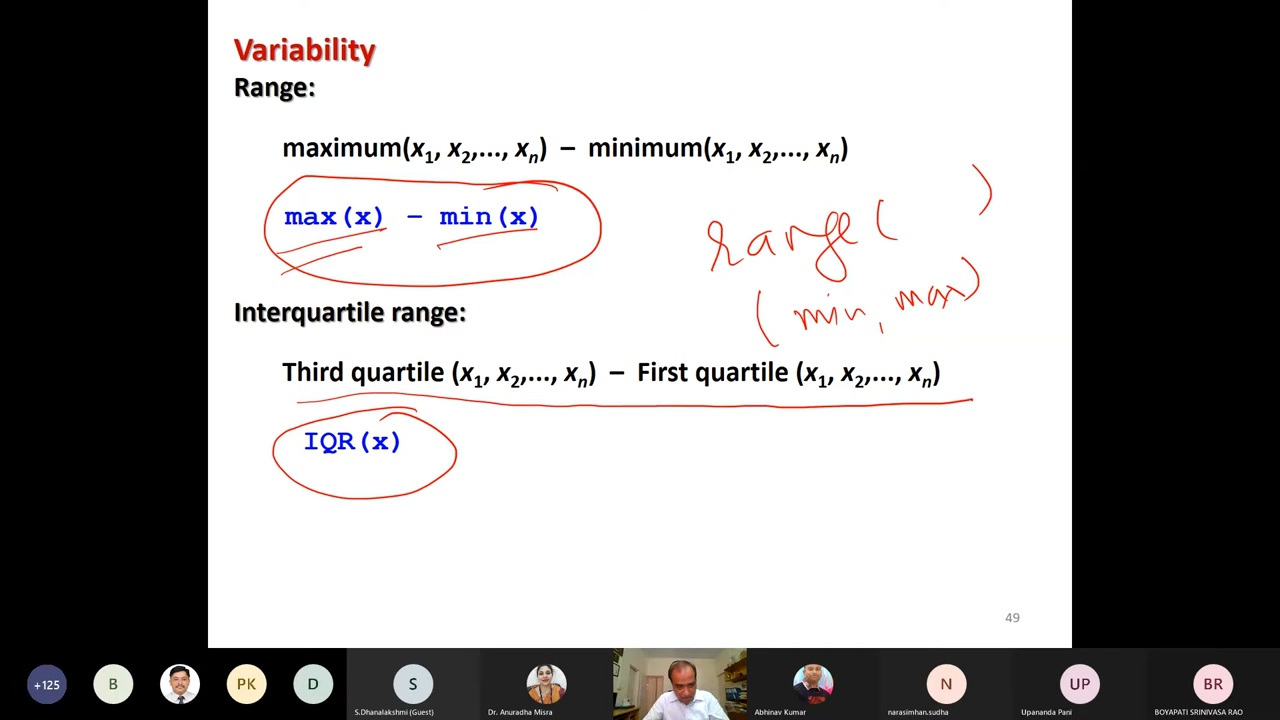 Variability
Range:
maximum(x₁, x₂,..., xₙ) – minimum(x₁, x₂,..., xₙ)
max(x) – min(x)
range( )
(min, max)
Interquartile range:
Third quartile (x₁, x₂,..., xₙ) – First quartile (x₁, x₂,..., xₙ)
IQR(x)
49
+125 B PK D S N UP BR
S.Dhanalakshmi (Guest) Dr. Anuradha Misra Abhinav Kumar narasimhan.sudha Upananda Pani BOYAPATI SRINIVASA RAO